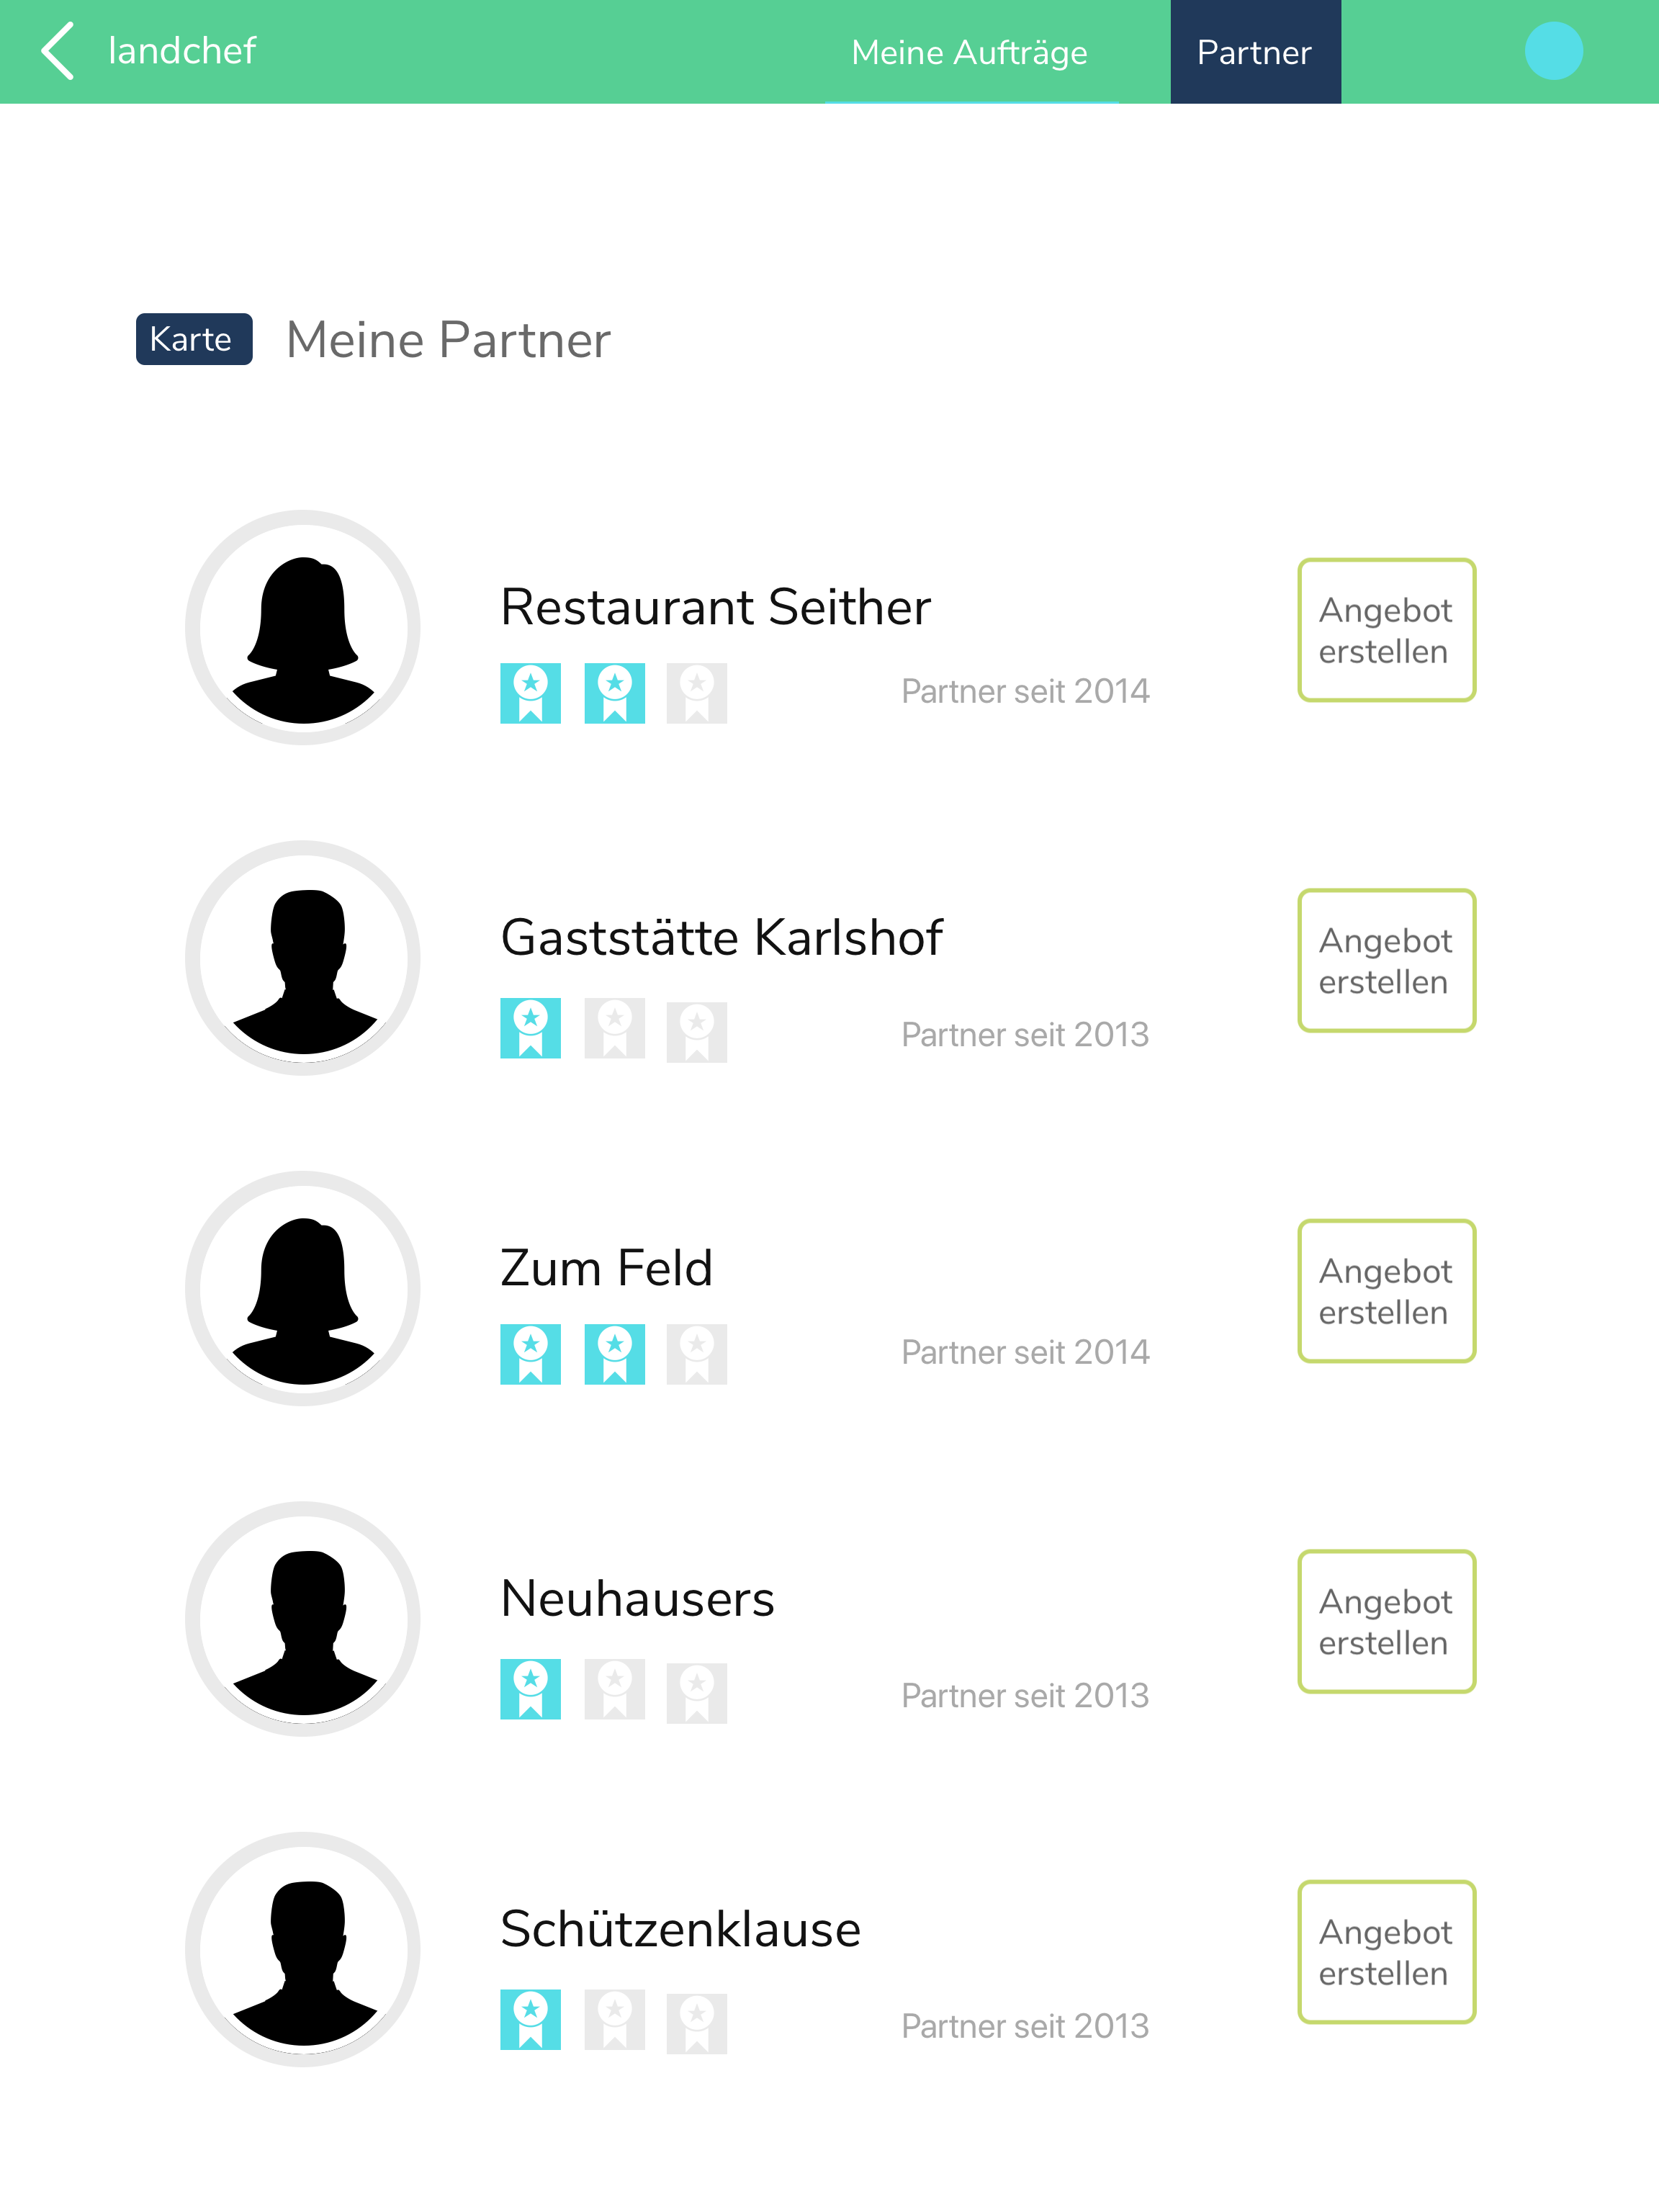 landchef
Meine Aufträge
Partner
Karte
Meine Partner
Restaurant Seither
Partner seit 2014
Angebot
erstellen
Gaststätte Karlshof
Partner seit 2013
Angebot
erstellen
Zum Feld
Partner seit 2014
Angebot
erstellen
Neuhausers
Partner seit 2013
Angebot
erstellen
Schützenklause
Partner seit 2013
Angebot
erstellen